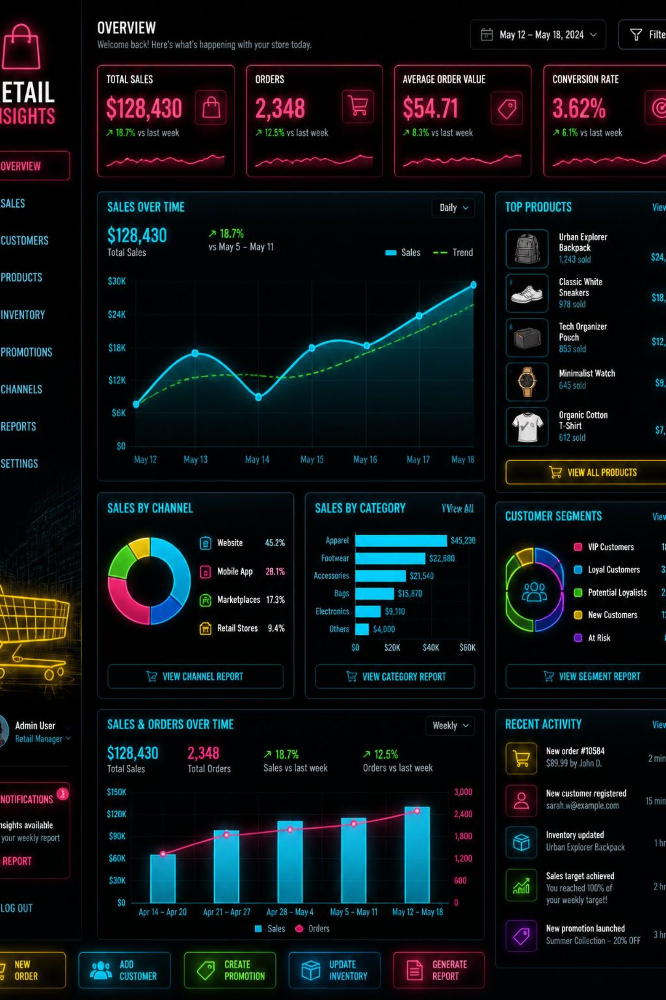 ETAIL
NSIGHTS
OVERVIEW
SALES
CUSTOMERS
PRODUCTS
INVENTORY
PROMOTIONS
CHANNELS
REPORTS
SETTINGS
Admin User
Retail Manager
NOTIFICATIONS
nsights available
your weekly report
REPORT
LOG OUT
OVERVIEW
Welcome back! Here's what's happening with your store today.
May 12 – May 18, 2024
Filte
TOTAL SALES
$128,430
18.7% vs last week
ORDERS
2,348
12.5% vs last week
AVERAGE ORDER VALUE
$54.71
8.3% vs last week
CONVERSION RATE
3.62%
6.1% vs last week
SALES OVER TIME
Daily
$128,430
Total Sales
18.7%
vs May 5 – May 11
Sales
Trend
$30K
$24K
$18K
$12K
$6K
$0
May 12
May 13
May 14
May 15
May 16
May 17
May 18
TOP PRODUCTS
View
Urban Explorer
Backpack
1,243 sold
$24,
Classic White
Sneakers
978 sold
$18,
Tech Organizer
Pouch
853 sold
$12,
Minimalist Watch
645 sold
$9,
Organic Cotton
T-Shirt
612 sold
$7,
VIEW ALL PRODUCTS
SALES BY CHANNEL
Website 45.2%
Mobile App 28.1%
Marketplaces 17.3%
Retail Stores 9.4%
VIEW CHANNEL REPORT
SALES BY CATEGORY
All
Apparel $45,230
Footwear $22,680
Accessories $21,540
Bags $15,870
Electronics $9,110
Others $4,000
$0 $20K $40K $60K
VIEW CATEGORY REPORT
CUSTOMER SEGMENTS
View
VIP Customers 18
Loyal Customers 3
Potential Loyalists 2
New Customers 12
At Risk
VIEW SEGMENT REPORT
SALES & ORDERS OVER TIME
Weekly
$128,430
Total Sales
2,348
Total Orders
18.7%
Sales vs last week
12.5%
Orders vs last week
$150K
$120K
$90K
$60K
$30K
$0
3,000
2,400
1,800
1,200
600
0
Apr 14 – Apr 20
Apr 21 – Apr 27
Apr 28 – May 4
May 5 – May 11
May 12 – May 18
Sales
Orders
RECENT ACTIVITY
View
New order #10584
$89,99 by John D.
2 min
New customer registered
sarah.w@example.com
15 min
Inventory updated
Urban Explorer Backpack
1 hr
Sales target achieved
You reached 100% of
your weekly target!
2 hr
New promotion launched
Summer Collection – 20% OFF
3 hr
NEW
ORDER
ADD
CUSTOMER
CREATE
PROMOTION
UPDATE
INVENTORY
GENERATE
REPORT